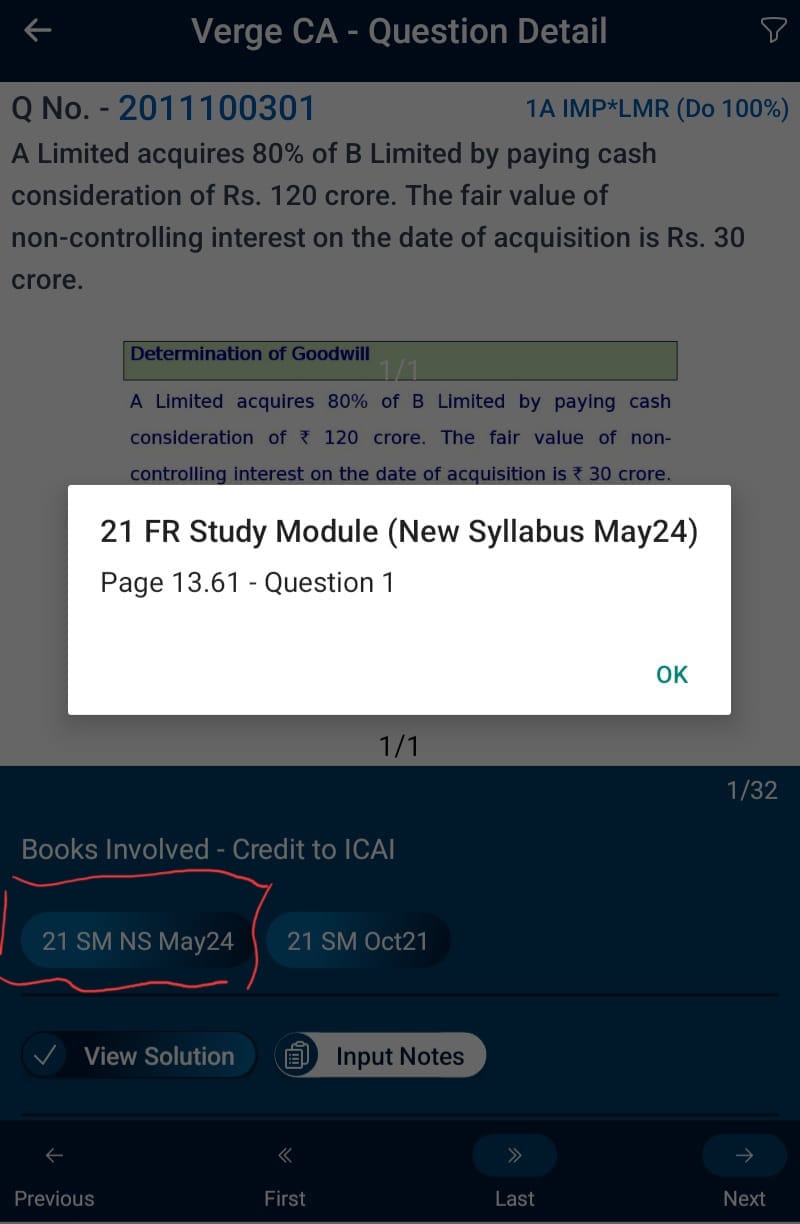 Verge CA - Question Detail
Q No. - 2011100301
1A IMP*LMR (Do 100%)
A Limited acquires 80% of B Limited by paying cash
consideration of Rs. 120 crore. The fair value of
non-controlling interest on the date of acquisition is Rs. 30
crore.
Determination of Goodwill
1/1
A Limited acquires 80% of B Limited by paying cash
consideration of ₹ 120 crore. The fair value of non-
controlling interest on the date of acquisition is ₹ 30 crore.
21 FR Study Module (New Syllabus May24)
Page 13.61 - Question 1
OK
1/1
1/32
Books Involved - Credit to ICAI
21 SM NS May24
21 SM Oct21
View Solution
Input Notes
Previous
First
Last
Next